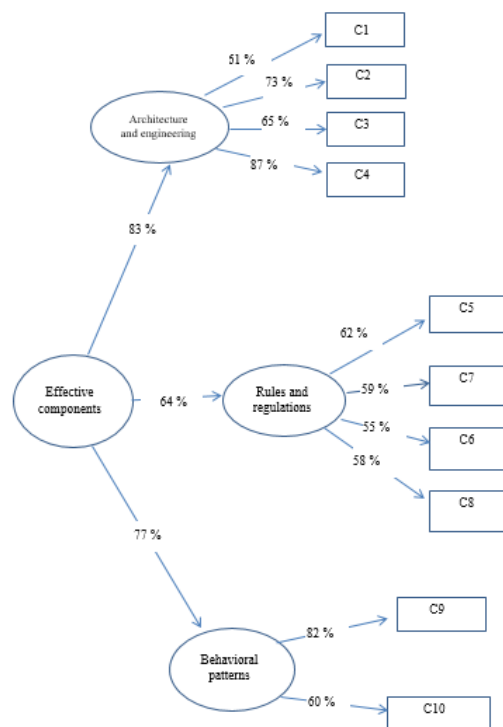 C1
61 %
C2
73 %
Architecture
and engineering
65 %
C3
87 %
C4
83 %
C5
62 %
C7
59 %
Effective
components
64 %
Rules and
regulations
55 %
C6
58 %
C8
77 %
C9
82 %
Behavioral
patterns
60 %
C10